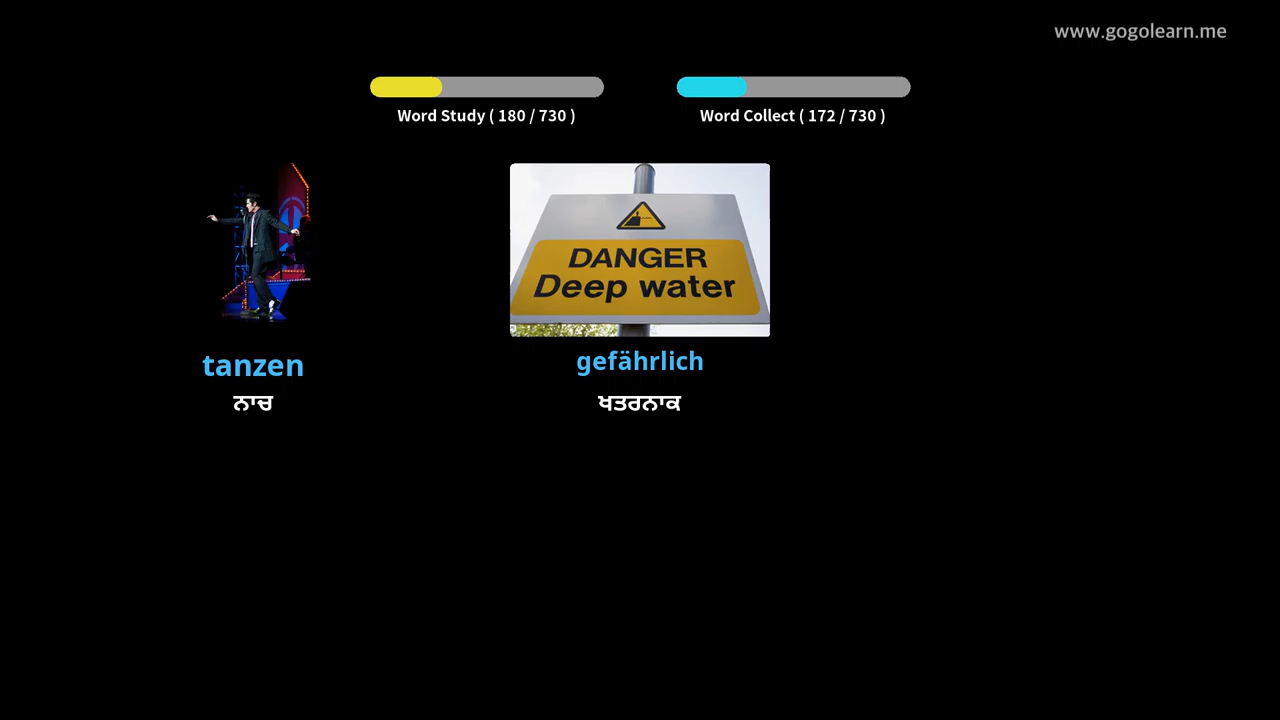 www.gogolearn.me
Word Study ( 180 / 730 )
Word Collect ( 172 / 730 )
DANGER
Deep water
tanzen
gefährlich
ਨਾਚ
ਖਤਰਨਾਕ